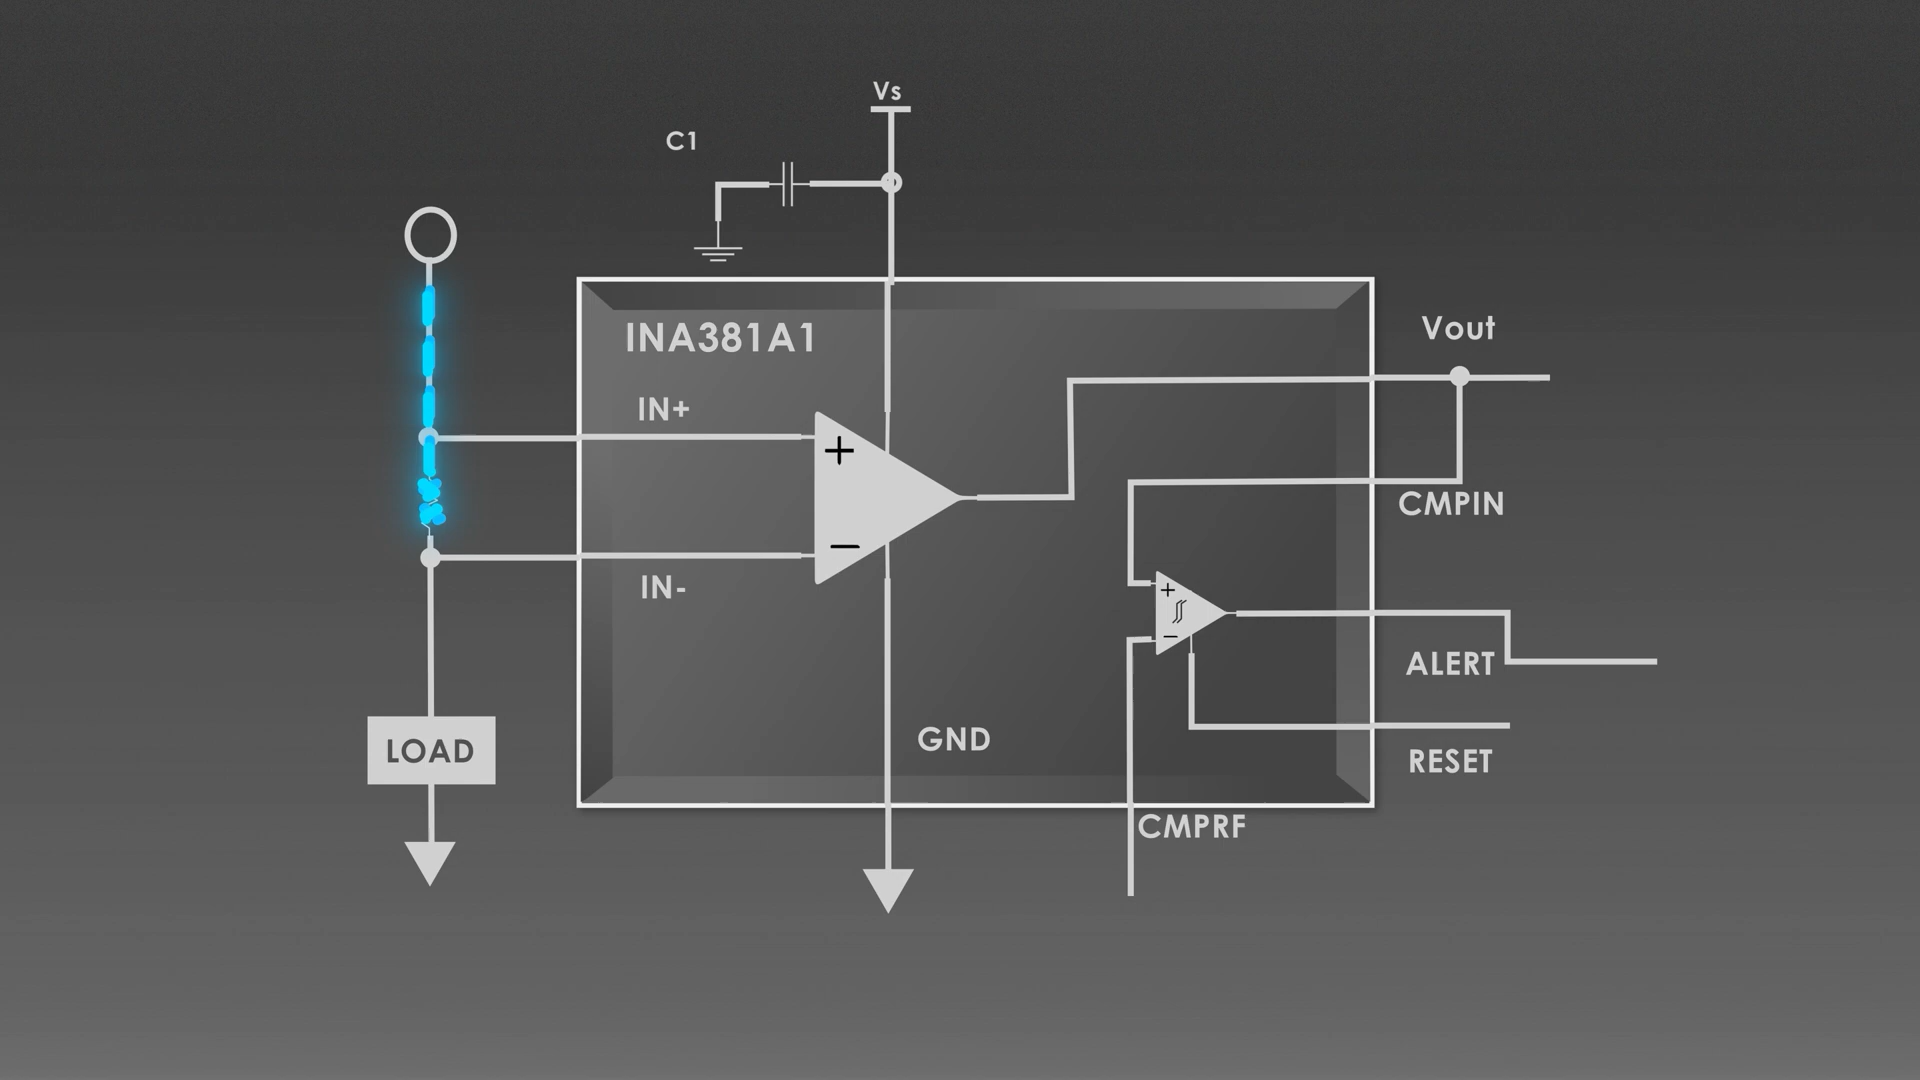 Vs
C1
INA381A1
Vout
IN+
+
CMPIN
−
IN-
+
−
ALERT
GND
LOAD
RESET
CMPRF